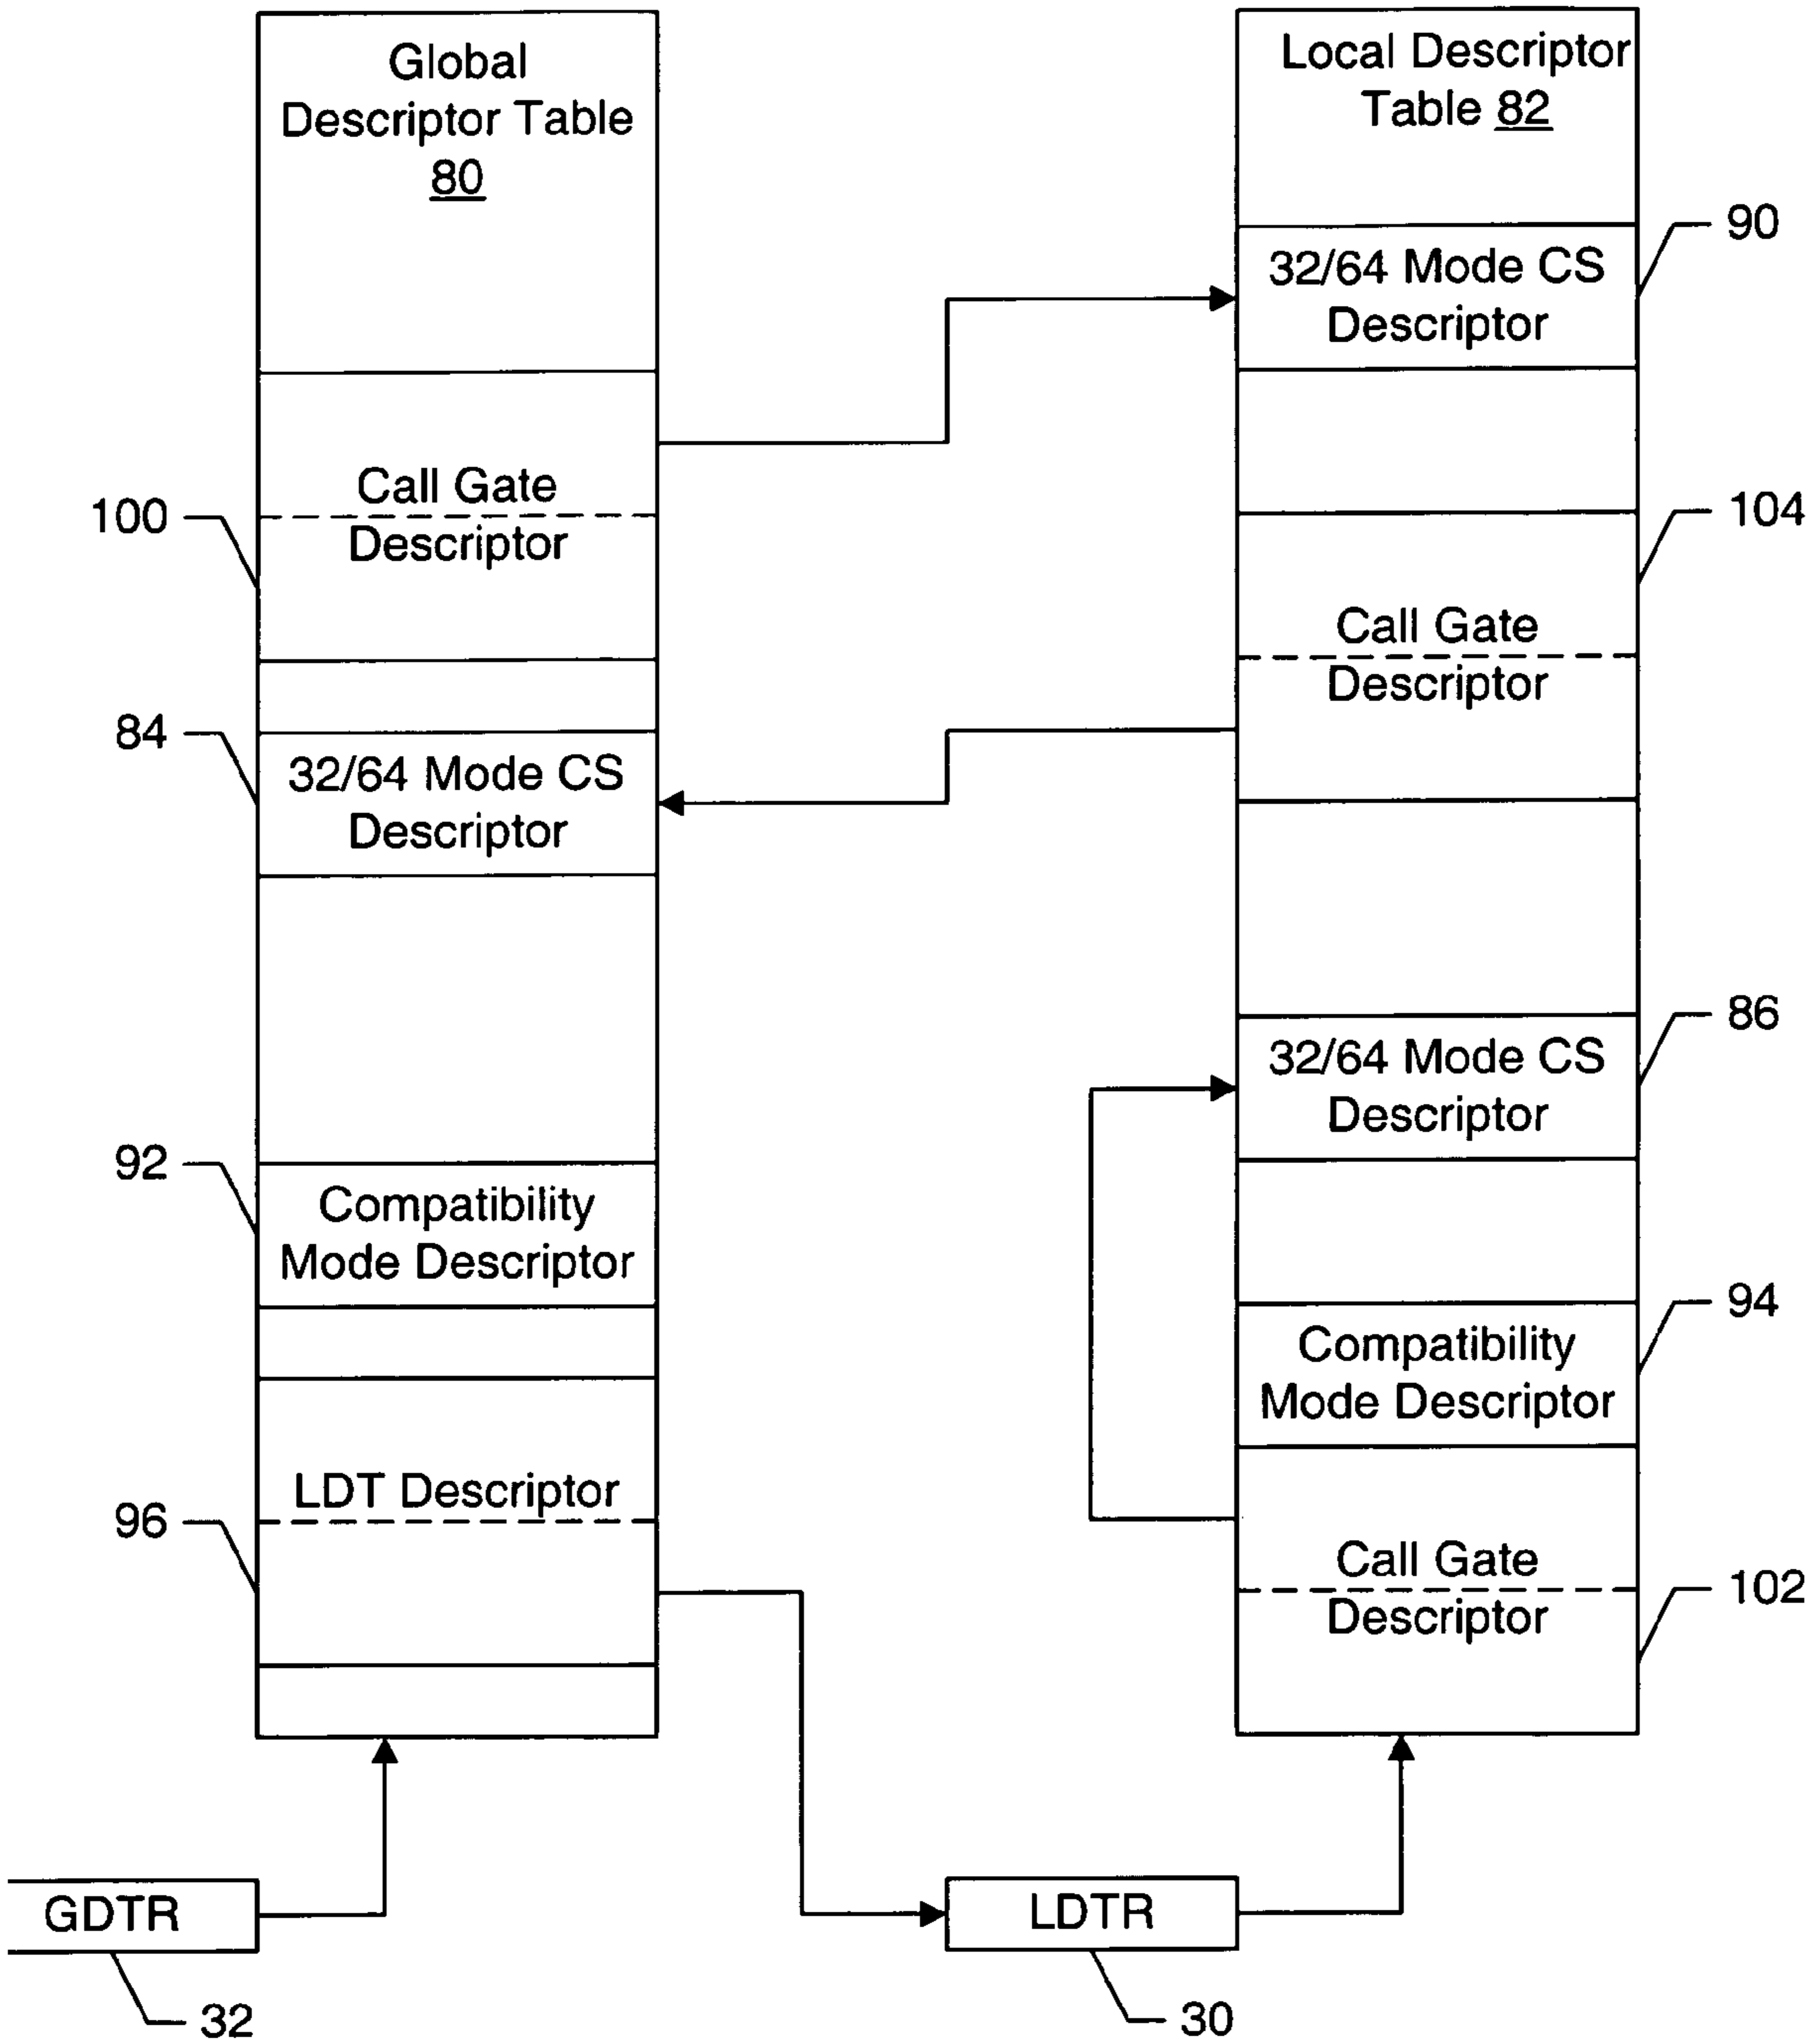 Global
Descriptor Table
80
100
Call Gate
Descriptor
84
32/64 Mode CS
Descriptor
92
Compatibility
Mode Descriptor
LDT Descriptor
96
GDTR
32
Local Descriptor
Table 82
90
32/64 Mode CS
Descriptor
104
Call Gate
Descriptor
86
32/64 Mode CS
Descriptor
94
Compatibility
Mode Descriptor
Call Gate
Descriptor
102
LDTR
30